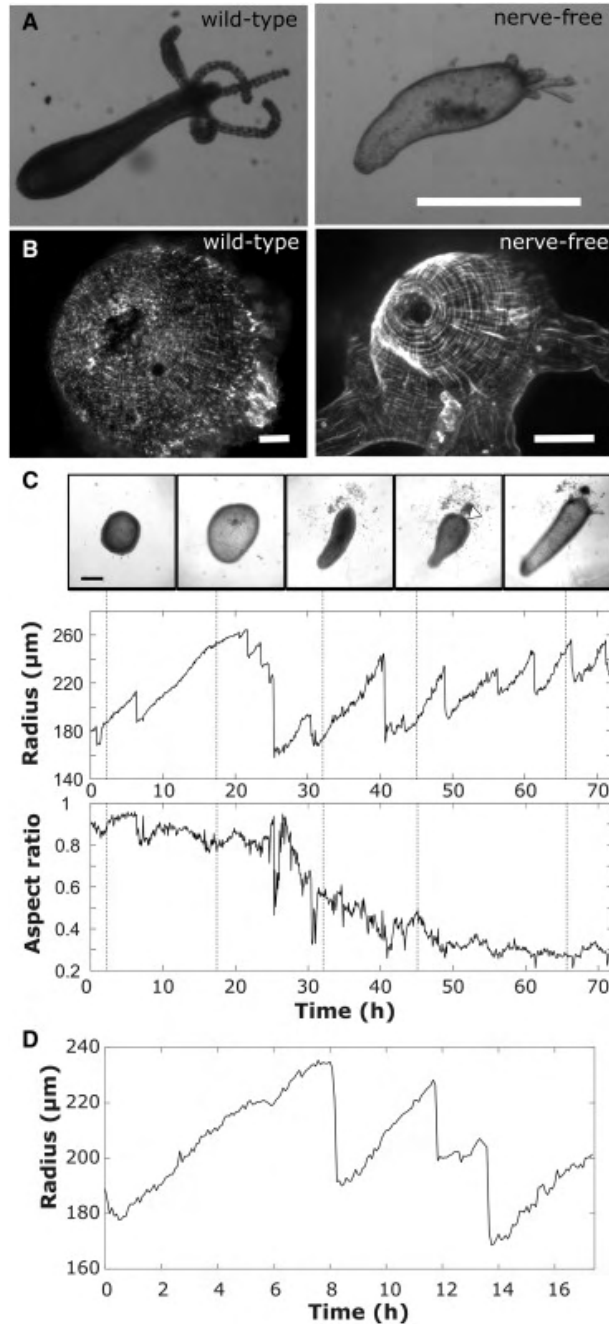 A wild-type nerve-free
B wild-type nerve-free
C
Radius (µm)
260
220
180
140
0 10 20 30 40 50 60 70
Aspect ratio
1
0.8
0.6
0.4
0.2
0 10 20 30 40 50 60 70
Time (h)
D
Radius (µm)
240
220
200
180
160
0 2 4 6 8 10 12 14 16
Time (h)